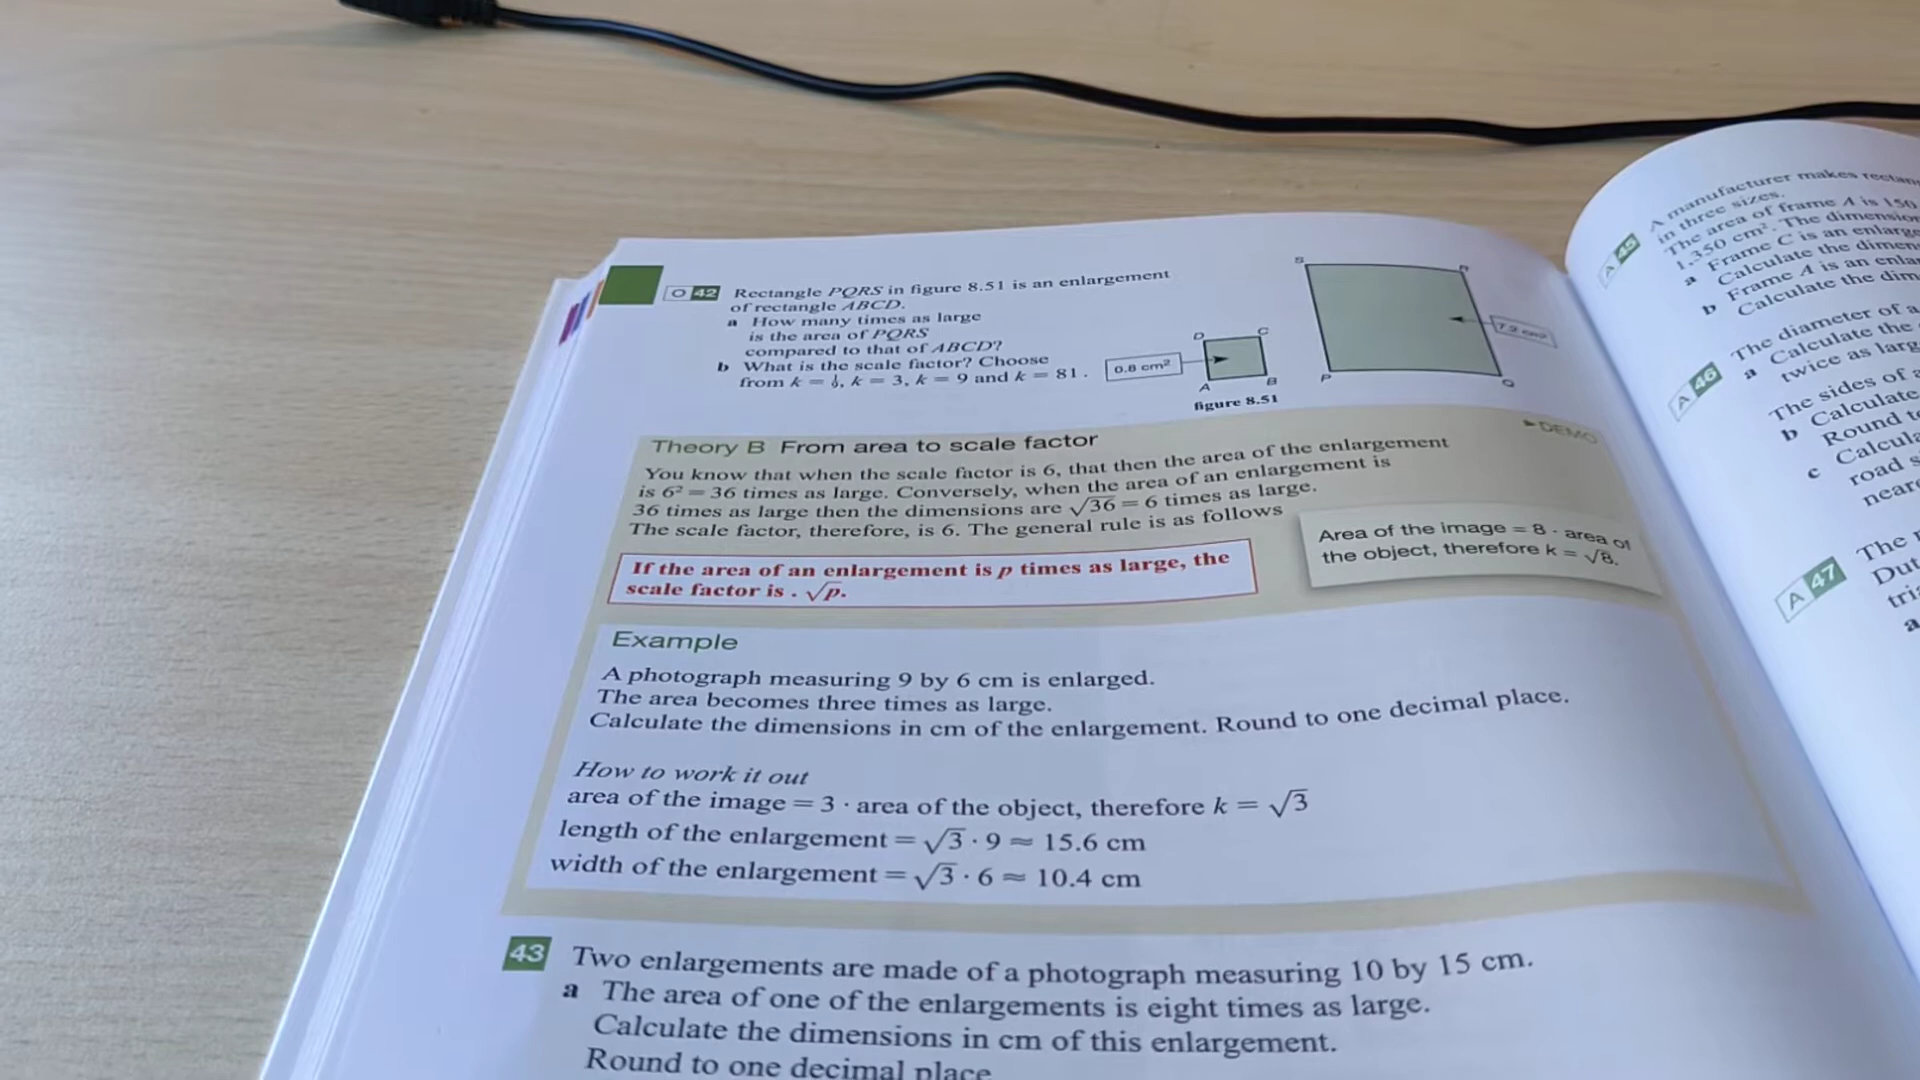 O 42 Rectangle PQRS in figure 8.51 is an enlargement
of rectangle ABCD.
a How many times as large
is the area of PQRS
compared to that of ABCD?
b What is the scale factor? Choose
from k = , k = 3, k = 9 and k = 81.
0.8 cm²
D
C
A
B
S
R
P
Q
7.2 cm²
figure 8.51
Theory B From area to scale factor
▶DEMO
You know that when the scale factor is 6, that then the area of the enlargement
is 6² = 36 times as large. Conversely, when the area of an enlargement is
36 times as large then the dimensions are √36 = 6 times as large.
The scale factor, therefore, is 6. The general rule is as follows
If the area of an enlargement is p times as large, the
scale factor is . √p.
Area of the image = 8 · area of
the object, therefore k = √8.
Example
A photograph measuring 9 by 6 cm is enlarged.
The area becomes three times as large.
Calculate the dimensions in cm of the enlargement. Round to one decimal place.
How to work it out
area of the image = 3 · area of the object, therefore k = √3
length of the enlargement = √3 · 9 ≈ 15.6 cm
width of the enlargement = √3 · 6 ≈ 10.4 cm
43 Two enlargements are made of a photograph measuring 10 by 15 cm.
a The area of one of the enlargements is eight times as large.
Calculate the dimensions in cm of this enlargement.
Round to one decimal place
A 45 A manufacturer makes
in three sizes.
The area of frame A is 150
1,350 cm². The
a Frame C is an
Calculate the
b Frame A is an
Calculate the
A 46 The diameter of a
a Calculate the
twice as
The sides of
b Calculate
Round
c
road
A 47 The
a